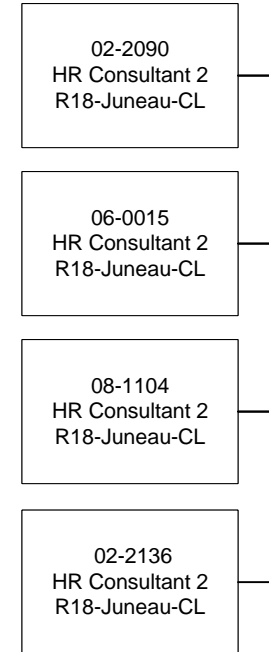 02-2090
HR Consultant 2
R18-Juneau-CL
06-0015
HR Consultant 2
R18-Juneau-CL
08-1104
HR Consultant 2
R18-Juneau-CL
02-2136
HR Consultant 2
R18-Juneau-CL